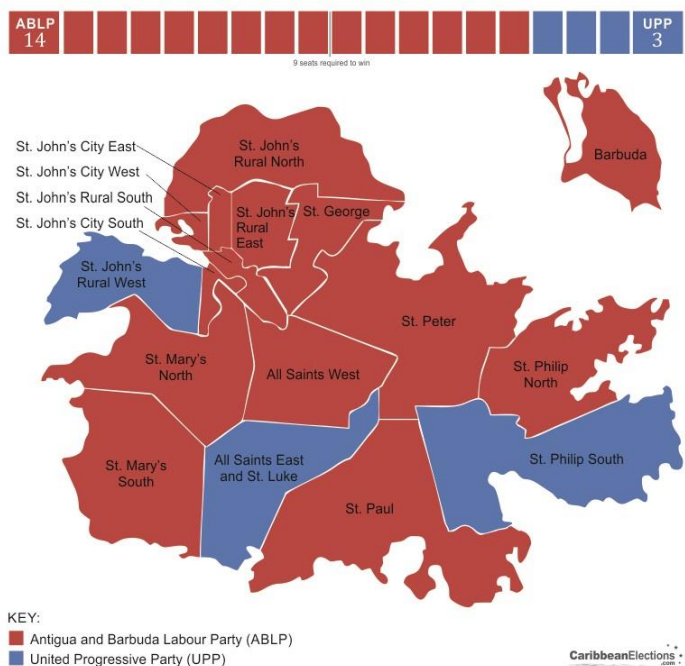 ABLP
14
UPP
3
9 seats required to win
St. John's City East
St. John's City West
St. John's Rural South
St. John's City South
St. John's
Rural North
St. John's
Rural
East
St. George
Barbuda
St. John's
Rural West
St. Peter
St. Mary's
North
All Saints West
St. Philip
North
St. Mary's
South
All Saints East
and St. Luke
St. Philip South
St. Paul
KEY:
Antigua and Barbuda Labour Party (ABLP)
United Progressive Party (UPP)
CaribbeanElections
.com